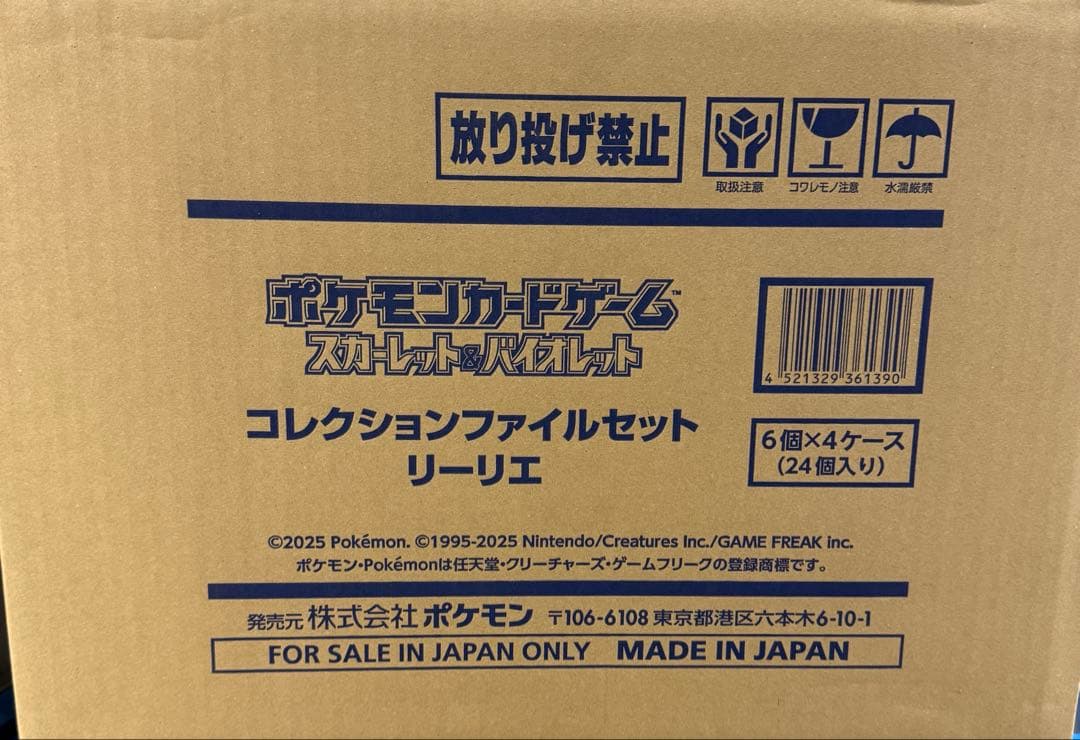 放り投げ禁止
取扱注意 コワレモノ注意 水濡厳禁
ポケモンカードゲーム™
スカーレット&バイオレット
コレクションファイルセット
リーリエ
4 521329 361390
6個×4ケース
(24個入り)
©2025 Pokémon. ©1995-2025 Nintendo/Creatures Inc./GAME FREAK inc.
ポケモン・Pokémonは任天堂・クリーチャーズ・ゲームフリークの登録商標です。
発売元 株式会社 ポケモン 〒106-6108 東京都港区六本木6-10-1
FOR SALE IN JAPAN ONLY MADE IN JAPAN